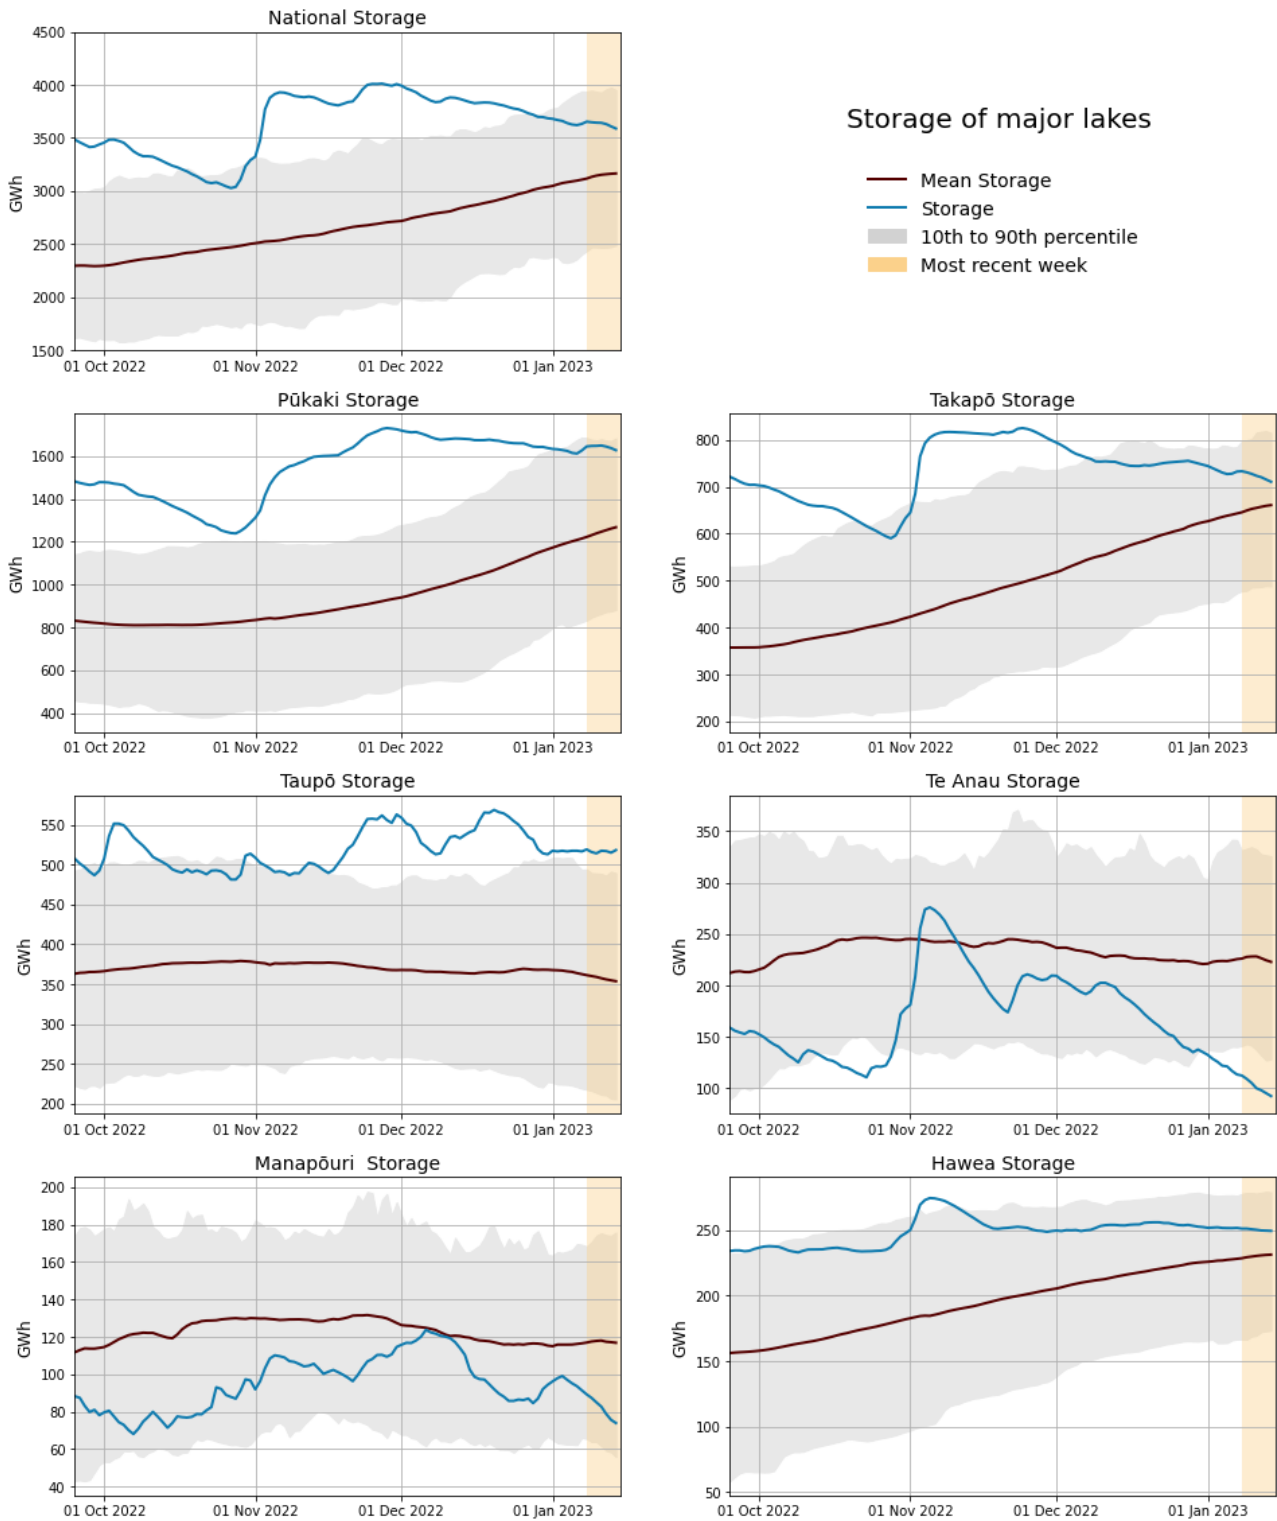 National Storage
4500
4000
3500
3000
2500
2000
1500
GWh
01 Oct 2022
01 Nov 2022
01 Dec 2022
01 Jan 2023
Storage of major lakes
Mean Storage
Storage
10th to 90th percentile
Most recent week
Pūkaki Storage
1600
1400
1200
1000
800
600
400
GWh
01 Oct 2022
01 Nov 2022
01 Dec 2022
01 Jan 2023
Takapō Storage
800
700
600
500
400
300
200
GWh
01 Oct 2022
01 Nov 2022
01 Dec 2022
01 Jan 2023
Taupō Storage
550
500
450
400
350
300
250
200
GWh
01 Oct 2022
01 Nov 2022
01 Dec 2022
01 Jan 2023
Te Anau Storage
350
300
250
200
150
100
GWh
01 Oct 2022
01 Nov 2022
01 Dec 2022
01 Jan 2023
Manapōuri  Storage
200
180
160
140
120
100
80
60
40
GWh
01 Oct 2022
01 Nov 2022
01 Dec 2022
01 Jan 2023
Hawea Storage
250
200
150
100
50
GWh
01 Oct 2022
01 Nov 2022
01 Dec 2022
01 Jan 2023